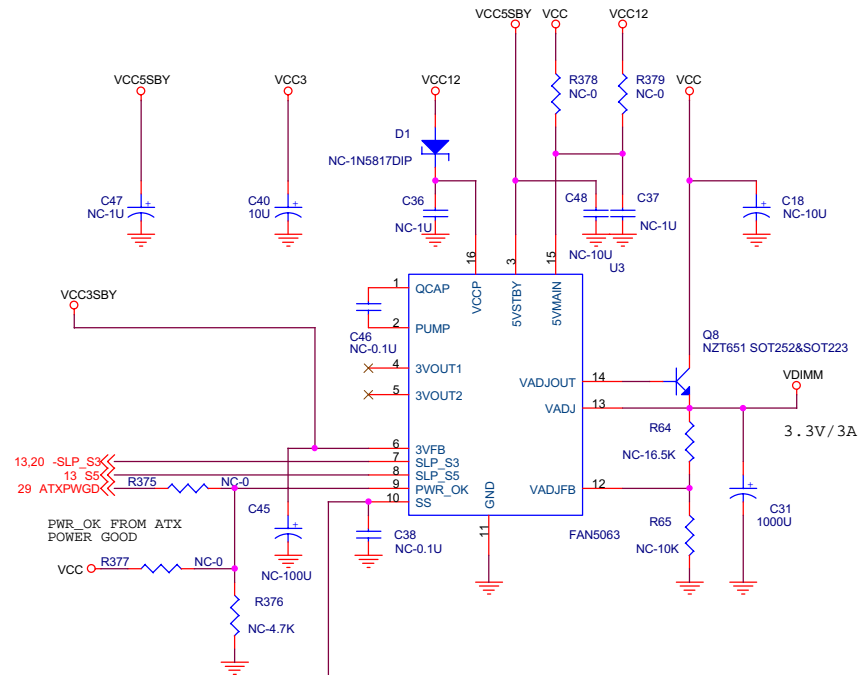 VCC5SBY
VCC
VCC12
VCC5SBY
VCC3
VCC12
R378
NC-0
R379
NC-0
VCC
D1
NC-1N5817DIP
C47
NC-1U
C40
10U
C36
NC-1U
C48
NC-10U
C37
NC-1U
C18
NC-10U
U3
16
3
15
VCCP
5VSTBY
5VMAIN
1
QCAP
VCC3SBY
2
PUMP
C46
NC-0.1U
Q8
NZT651 SOT252&SOT223
4
3VOUT1
VADJOUT
14
VDIMM
5
3VOUT2
VADJ
13
3.3V/3A
R64
NC-16.5K
6
3VFB
13,20 -SLP_S3
7
SLP_S3
13 S5
8
SLP_S5
29 ATXPWGD
R375
NC-0
9
PWR_OK
VADJFB
12
10
SS
GND
11
C45
NC-100U
C38
NC-0.1U
FAN5063
R65
NC-10K
C31
1000U
PWR_OK FROM ATX
POWER GOOD
VCC
R377
NC-0
R376
NC-4.7K